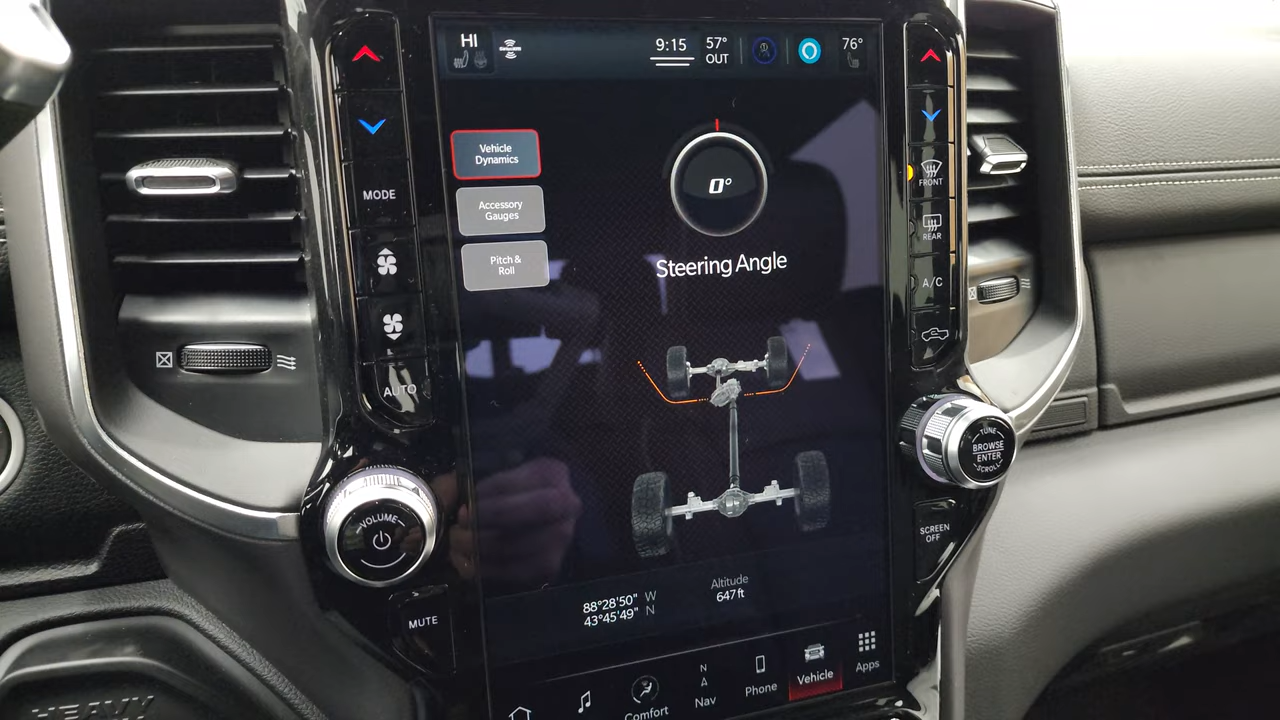 HI
SiriusXM
9:15
57°
OUT
76°
MODE
AUTO
VOLUME
MUTE
Vehicle
Dynamics
Accessory
Gauges
Pitch &
Roll
0°
Steering Angle
88°28'50" W
43°45'49" N
Altitude
647 ft
Comfort
N
A
Nav
Phone
Vehicle
Apps
FRONT
REAR
A/C
TUNE
BROWSE
ENTER
SCROLL
SCREEN
OFF
HEAVY